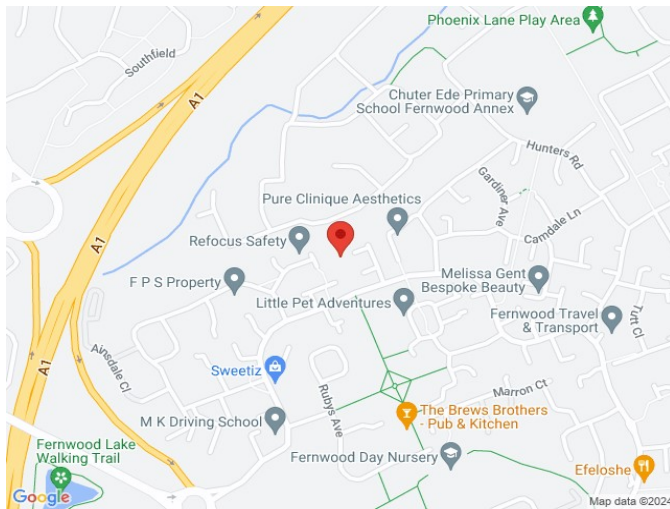 Phoenix Lane Play Area
Southfield
A1
Chuter Ede Primary
School Fernwood Annex
Hunters Rd
Gardiner Ave
Pure Clinique Aesthetics
Camdale Ln
Refocus Safety
A1
F P S Property
Melissa Gent
Bespoke Beauty
Little Pet Adventures
Fernwood Travel
& Transport
Tutt Cl
Ainsdale Cl
A1
Sweetiz
Rubys Ave
Marron Ct
M K Driving School
The Brews Brothers
- Pub & Kitchen
Fernwood Lake
Walking Trail
Fernwood Day Nursery
Efeloshe
Google
Map data ©2024